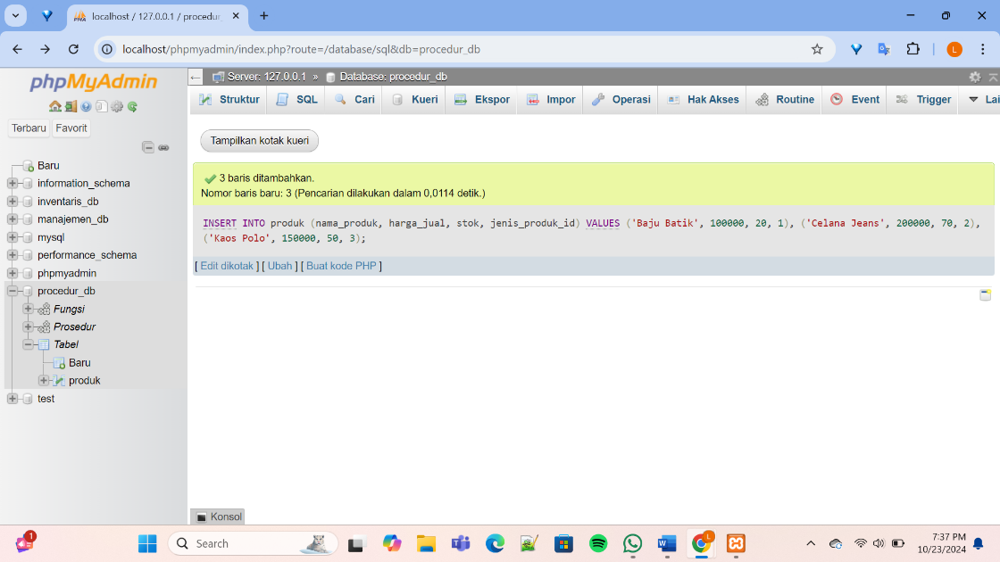 localhost / 127.0.0.1 / procedur_
localhost/phpmyadmin/index.php?route=/database/sql&db=procedur_db
L
phpMyAdmin
Terbaru Favorit
Baru
information_schema
inventaris_db
manajemen_db
mysql
performance_schema
phpmyadmin
procedur_db
Fungsi
Prosedur
Tabel
Baru
produk
test
Server: 127.0.0.1 » Database: procedur_db
Struktur SQL Cari Kueri Ekspor Impor Operasi Hak Akses Routine Event Trigger Lai
Tampilkan kotak kueri
3 baris ditambahkan.
Nomor baris baru: 3 (Pencarian dilakukan dalam 0,0114 detik.)
INSERT INTO produk (nama_produk, harga_jual, stok, jenis_produk_id) VALUES ('Baju Batik', 100000, 20, 1), ('Celana Jeans', 200000, 70, 2),
('Kaos Polo', 150000, 50, 3);
[ Edit dikotak ] [ Ubah ] [ Buat kode PHP ]
Konsol
1
Search
L
7:37 PM
10/23/2024